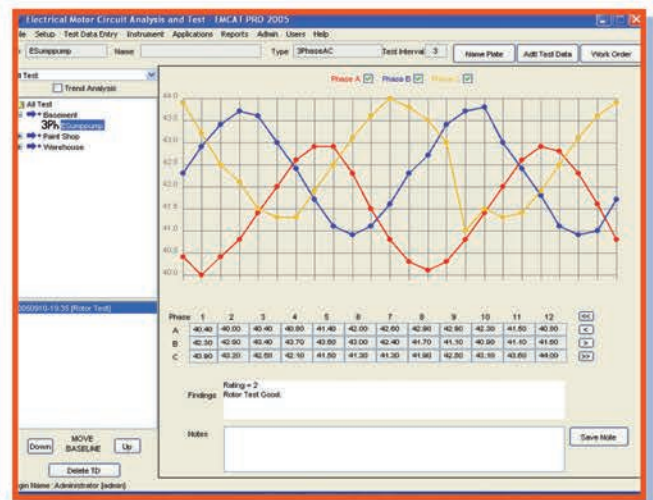 Electrical Motor Circuit Analysis and Test - EMCAT PRO 2005
Setup Test Data Entry Instrument Applications Reports Admin Users Help
ESumppump Name Type 3PhaseAC Test Interval 3 Name Plate Addl Test Data Work Order
Test
Trend Analysis
Phase A Phase B Phase C
All Test
Basement
3Ph ESumppump
Paint Shop
Warehouse
44.0
43.5
43.0
42.5
42.0
41.5
41.0
40.5
40.0
(Rotor Test)
Phase 1 2 3 4 5 6 7 8 9 10 11 12 <<
A 40.40 40.00 40.40 40.80 41.40 42.00 42.60 42.90 42.90 42.30 41.50 40.80 <
B 42.30 42.90 43.40 43.70 43.60 43.00 42.40 41.70 41.10 40.90 41.10 41.60 >
C 43.90 43.20 42.50 42.10 41.50 41.30 41.30 41.90 42.50 43.10 43.60 44.00 >>
Rating = 2
Findings Rotor Test Good.
Notes
Save Note
Down MOVE BASELINE Up
Delete TD
Login Name : Administrator [admin]